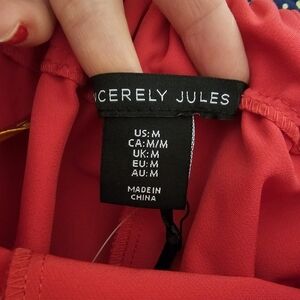 NCERELY JULES
US: M
CA: M/M
UK: M
EU: M
AU: M
MADE IN
CHINA